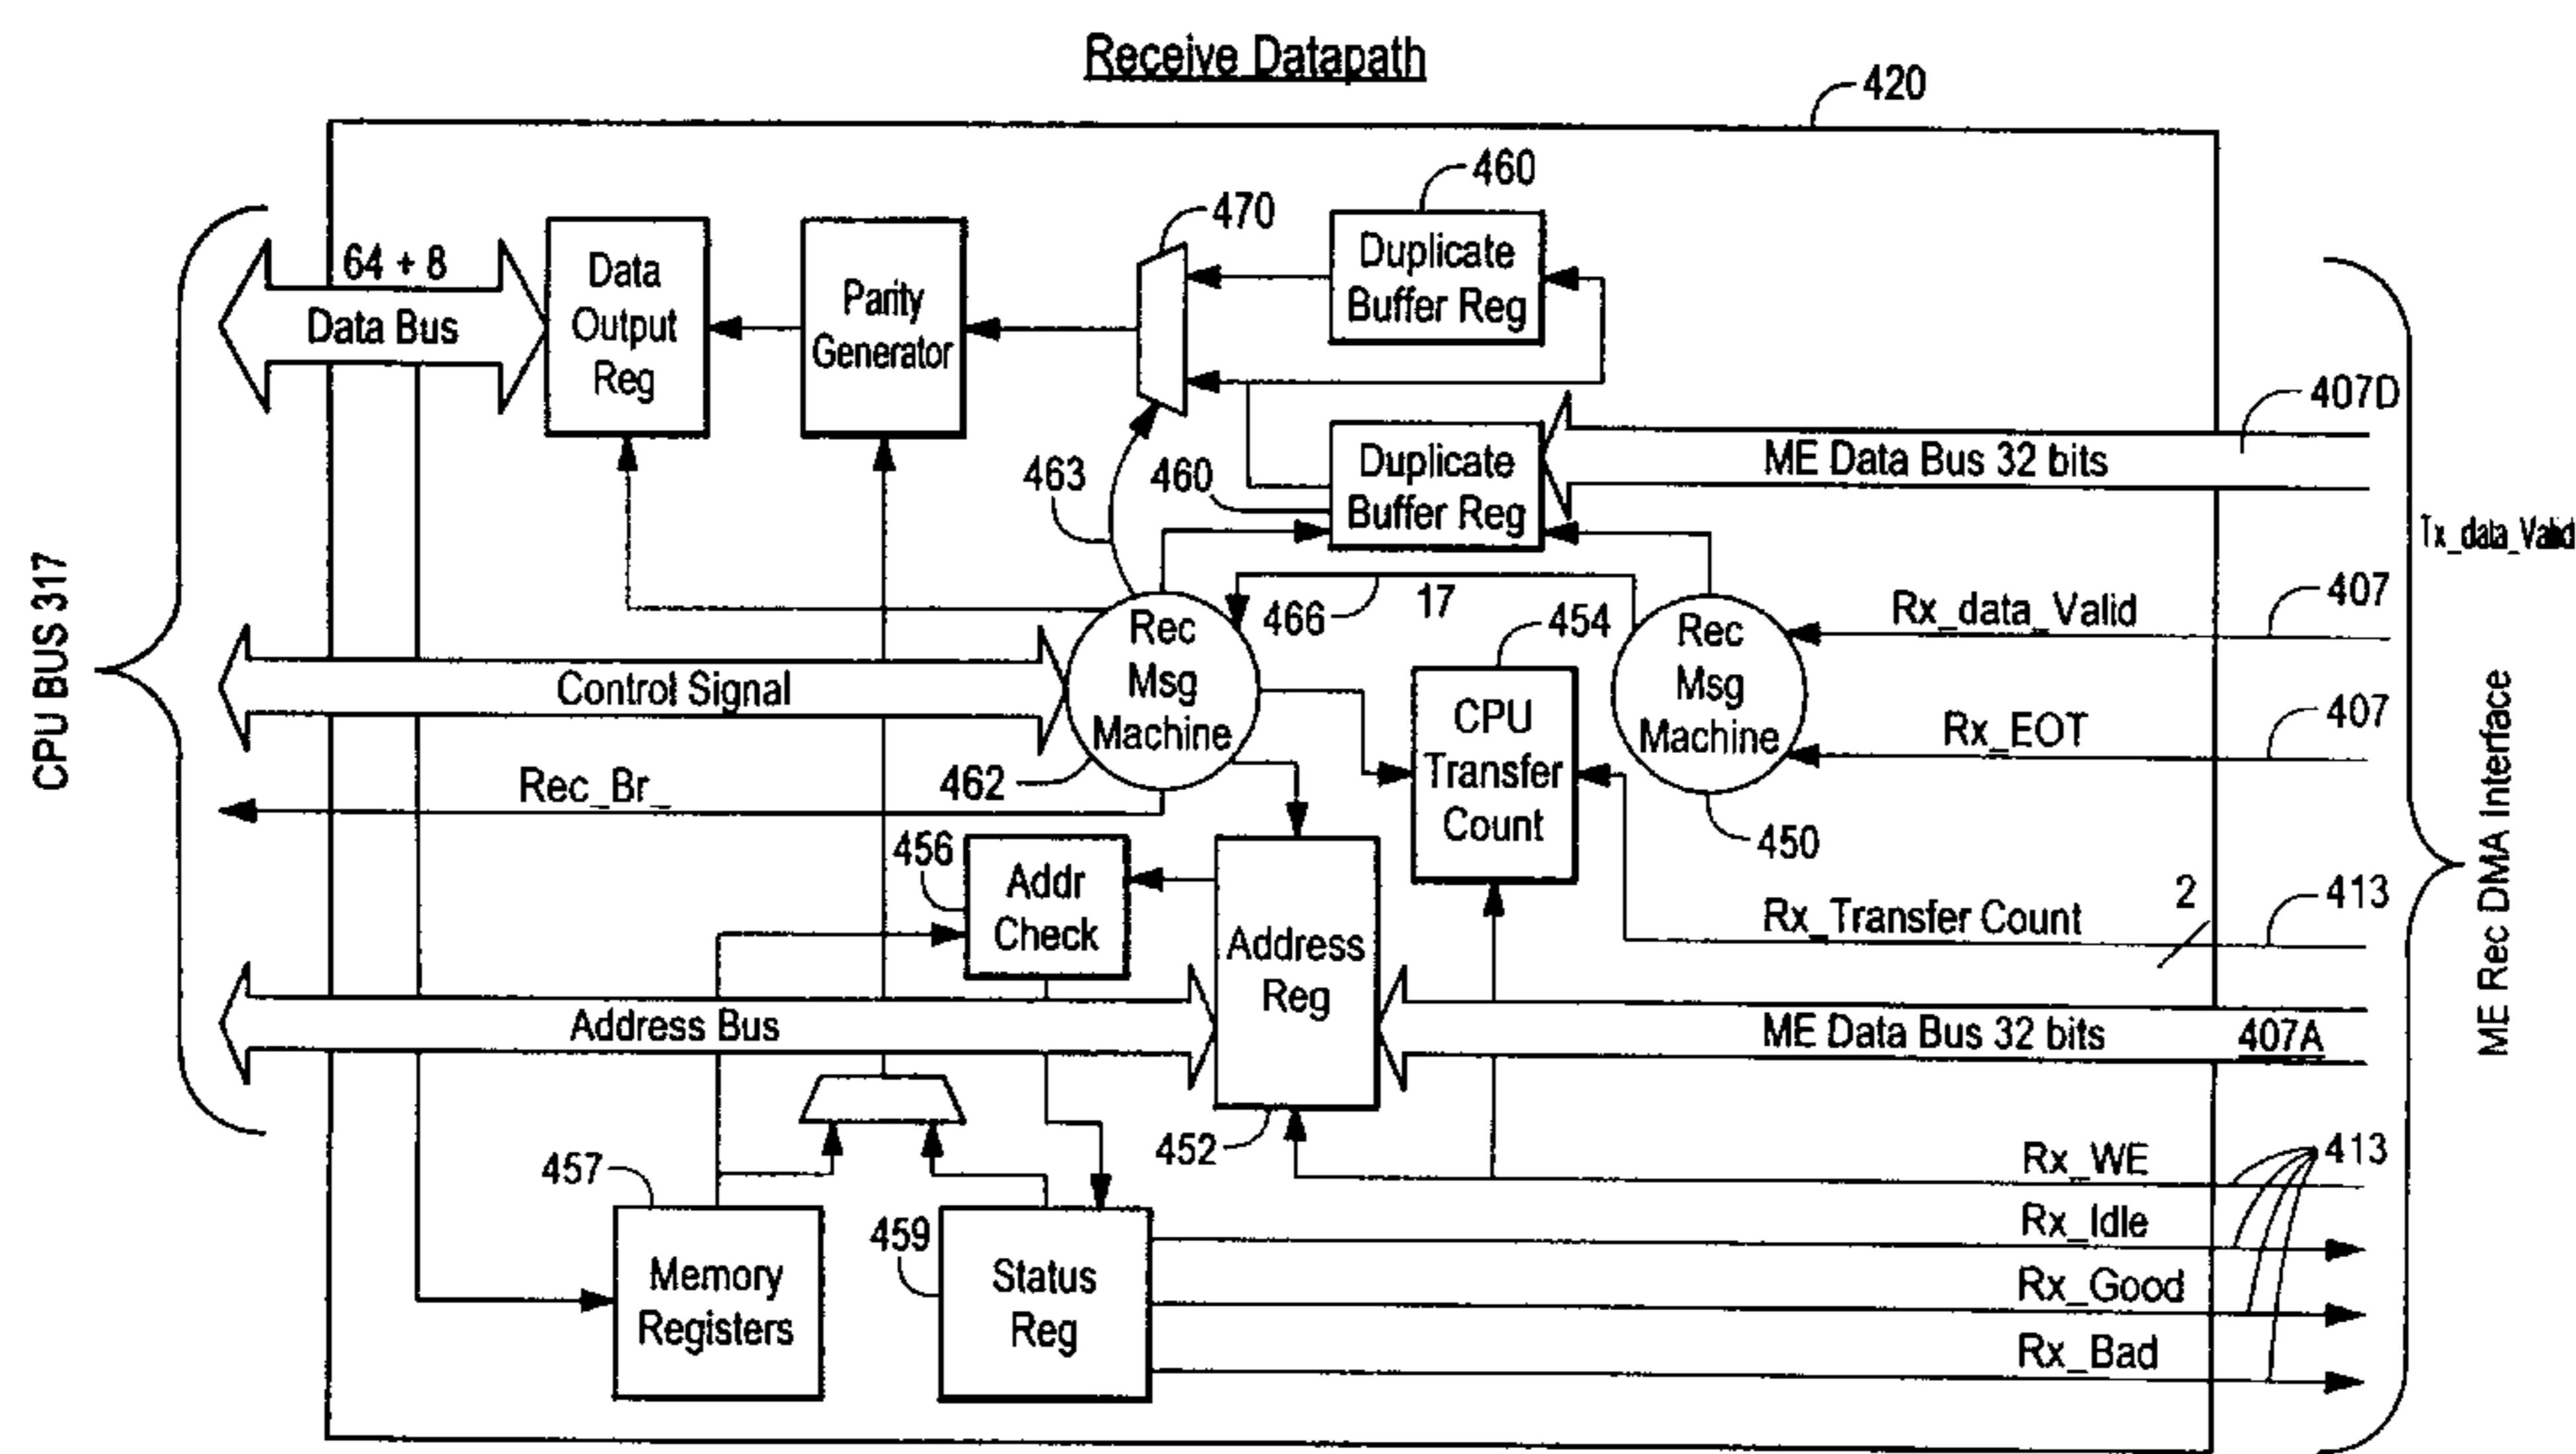 Receive Datapath
420
460
470
64 + 8
Data Bus
Data
Output
Reg
Parity
Generator
Duplicate
Buffer Reg
407D
463
460
Duplicate
Buffer Reg
ME Data Bus 32 bits
Tx_data_Valid
CPU BUS 317
466
17
454
Rec
Msg
Machine
Rec
Msg
Machine
Rx_data_Valid
407
Control Signal
CPU
Transfer
Count
Rx_EOT
407
Rec_Br_
462
450
ME Rec DMA Interface
456
Addr
Check
Address
Reg
Rx_Transfer Count
2
413
Address Bus
ME Data Bus 32 bits
407A
452
457
459
Rx_WE
413
Rx_Idle
Memory
Registers
Status
Reg
Rx_Good
Rx_Bad